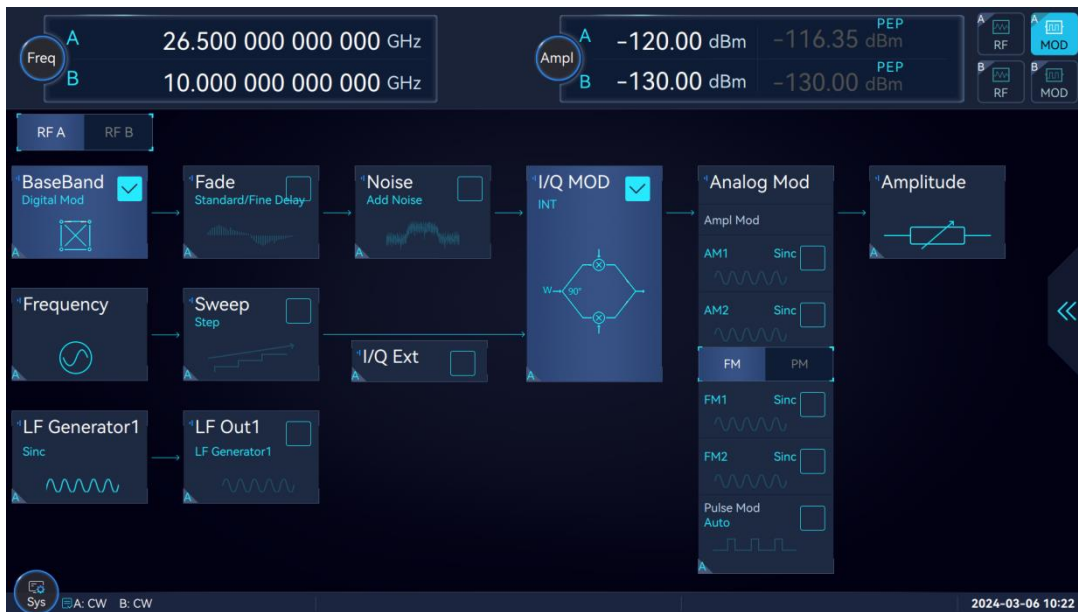 Freq
A 26.500 000 000 000 GHz
B 10.000 000 000 000 GHz
Ampl
A -120.00 dBm -116.35 dBm PEP
B -130.00 dBm -130.00 dBm PEP
A RF
A MOD
B RF
B MOD
RF A RF B
BaseBand
Digital Mod
A
Fade
Standard/Fine Delay
A
Noise
Add Noise
A
I/Q MOD
INT
W 90°
A
Analog Mod
Ampl Mod
AM1 Sinc
AM2 Sinc
FM PM
FM1 Sinc
FM2 Sinc
Pulse Mod
Auto
A
Amplitude
A
Frequency
A
Sweep
Step
A
I/Q Ext
A
LF Generator1
Sinc
A
LF Out1
LF Generator1
A
Sys
A: CW B: CW
2024-03-06 10:22